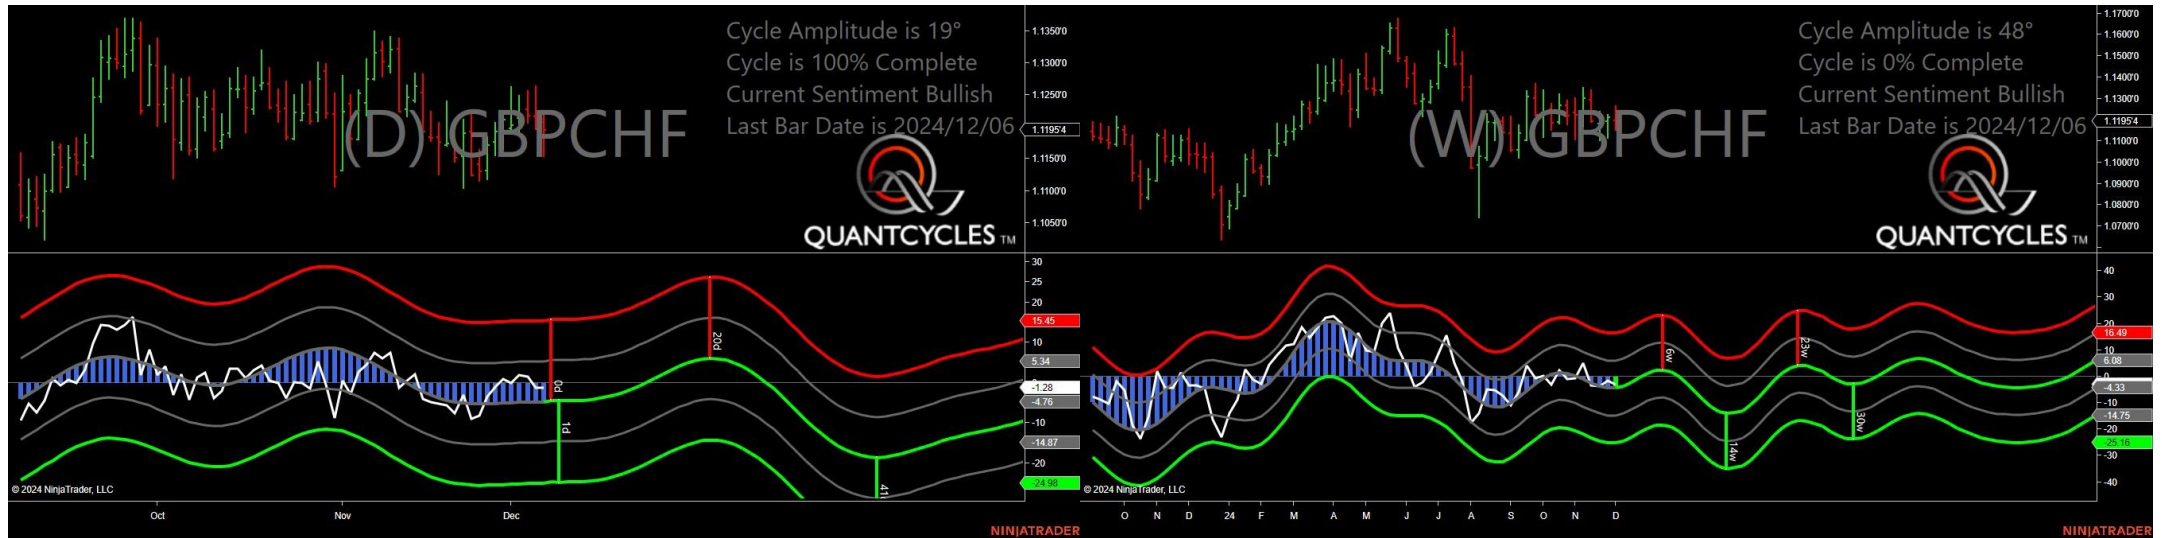 Cycle Amplitude is 19°
Cycle is 100% Complete
Current Sentiment Bullish
Last Bar Date is 2024/12/06
(D) GBPCHF
QUANTCYCLES TM
1.1350'0
1.1300'0
1.1250'0
1.1195'4
1.1150'0
1.1100'0
1.1050'0
30
25
20
15.45
10
5.34
-1.28
-4.76
-10
-14.87
-20
-24.98
0d
1d
20d
© 2024 NinjaTrader, LLC
Oct
Nov
Dec
NINJATRADER
Cycle Amplitude is 48°
Cycle is 0% Complete
Current Sentiment Bullish
Last Bar Date is 2024/12/06
(W) GBPCHF
QUANTCYCLES TM
1.1700'0
1.1600'0
1.1500'0
1.1400'0
1.1300'0
1.1195'4
1.1100'0
1.1000'0
1.0900'0
1.0800'0
1.0700'0
40
30
20
16.49
10
6.08
0
-4.33
-10
-14.75
-20
-25.16
-30
-40
6w
14w
23w
30w
© 2024 NinjaTrader, LLC
O
N
D
24
F
M
A
M
J
J
A
S
O
N
D
NINJATRADER